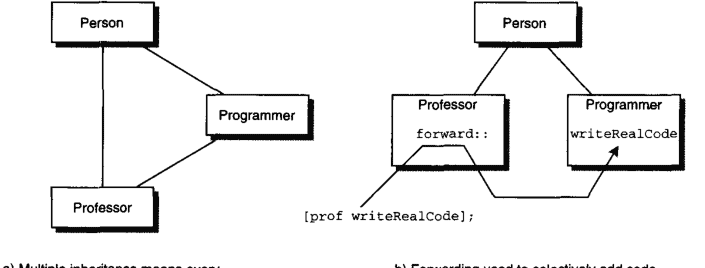 Person
Programmer
Professor
Person
Professor
forward::
Programmer
writeRealCode
[prof writeRealCode];
a) Multiple inheritance means every
b) Forwarding used to selectively add code